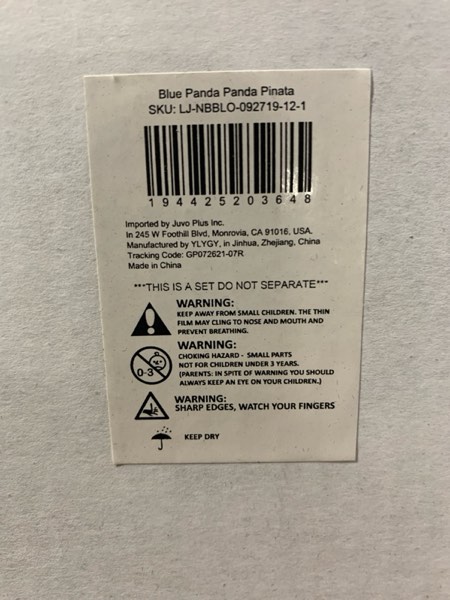 Blue Panda Panda Pinata
SKU: LJ-NBBLO-092719-12-1
1 9 4 4 2 5 2 0 3 6 4 8
Imported by Juvo Plus Inc.
In 245 W Foothill Blvd, Monrovia, CA 91016, USA.
Manufactured by YLYGY, in Jinhua, Zhejiang, China
Tracking Code: GP072621-07R
Made in China
***THIS IS A SET DO NOT SEPARATE***
WARNING:
KEEP AWAY FROM SMALL CHILDREN. THE THIN
FILM MAY CLING TO NOSE AND MOUTH AND
PREVENT BREATHING.
WARNING:
CHOKING HAZARD - SMALL PARTS
NOT FOR CHILDREN UNDER 3 YEARS.
0-3
(PARENTS: IN SPITE OF WARNING YOU SHOULD
ALWAYS KEEP AN EYE ON YOUR CHILDREN.)
WARNING:
SHARP EDGES, WATCH YOUR FINGERS
KEEP DRY